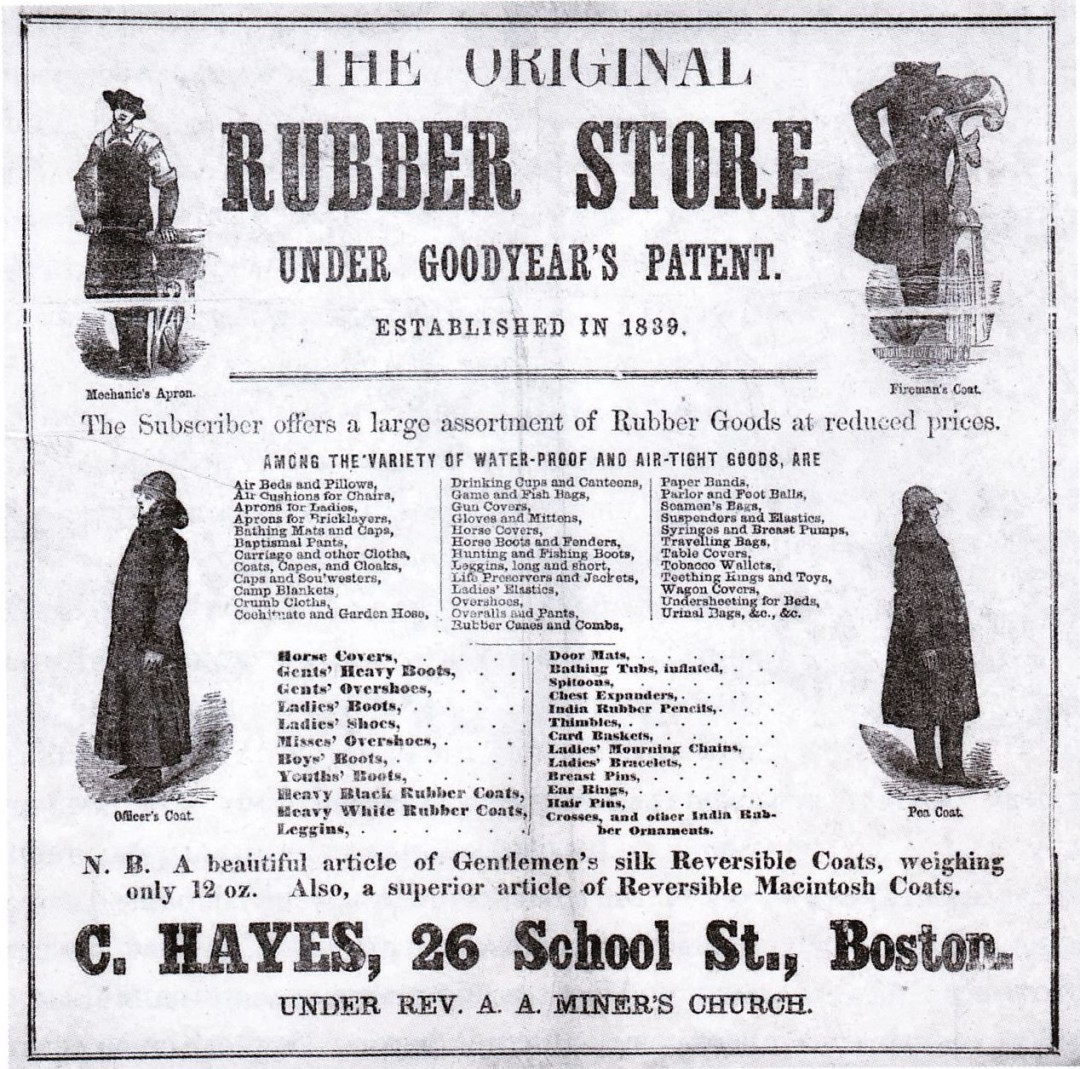 THE ORIGINAL
RUBBER STORE,
UNDER GOODYEAR'S PATENT.
ESTABLISHED IN 1839.
Mechanic's Apron.
Fireman's Coat.
The Subscriber offers a large assortment of Rubber Goods at reduced prices.
AMONG THE VARIETY OF WATER-PROOF AND AIR-TIGHT GOODS, ARE
Air Beds and Pillows,
Air Cushions for Chairs,
Aprons for Ladies,
Aprons for Bricklayers,
Bathing Mats and Caps,
Baptismal Pants,
Carriage and other Cloths,
Coats, Capes, and Cloaks,
Caps and Sou'westers,
Camp Blankets,
Crumb Cloths,
Cochituate and Garden Hose,
Drinking Cups and Canteens,
Game and Fish Bags,
Gun Covers,
Gloves and Mittens,
Horse Covers,
Horse Boots and Fenders,
Hunting and Fishing Boots,
Leggins, long and short,
Life Preservers and Jackets,
Ladies' Elastics,
Overshoes,
Overalls and Pants,
Rubber Canes and Combs,
Paper Bands,
Parlor and Foot Balls,
Seamen's Bags,
Suspenders and Elastics,
Syringes and Breast Pumps,
Travelling Bags,
Table Covers,
Tobacco Wallets,
Teething Rings and Toys,
Wagon Covers,
Undersheeting for Beds,
Urinal Bags, &c., &c.
Horse Covers,
Gents' Heavy Boots,
Gents' Overshoes,
Ladies' Boots,
Ladies' Shoes,
Misses' Overshoes,
Boys' Boots,
Youths' Boots,
Heavy Black Rubber Coats,
Heavy White Rubber Coats,
Leggins,
Door Mats,
Bathing Tubs, inflated,
Spitoons,
Chest Expanders,
India Rubber Pencils,
Thimbles,
Card Baskets,
Ladies' Mourning Chains,
Ladies' Bracelets,
Breast Pins,
Ear Rings,
Hair Pins,
Crosses, and other India Rub-
ber Ornaments.
Officer's Coat.
Pea Coat.
N. B. A beautiful article of Gentlemen's silk Reversible Coats, weighing
only 12 oz. Also, a superior article of Reversible Macintosh Coats.
C. HAYES, 26 School St., Boston.
UNDER REV. A. A. MINER'S CHURCH.